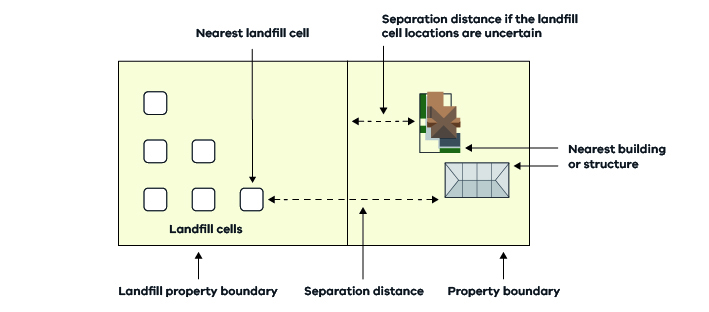 Separation distance if the landfill
cell locations are uncertain
Nearest landfill cell
Nearest building
or structure
Landfill cells
Landfill property boundary
Separation distance
Property boundary